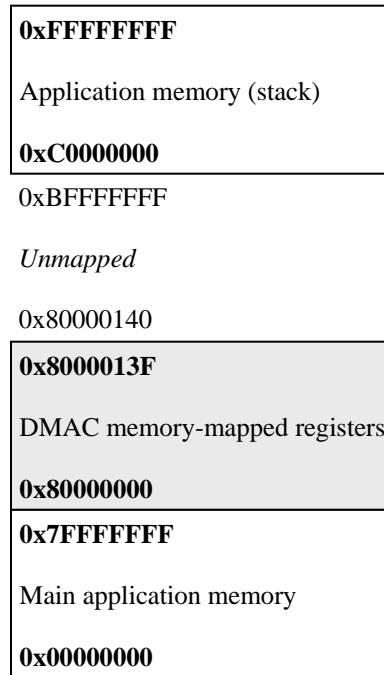 0xFFFFFFFF
Application memory (stack)
0xC0000000
0xBFFFFFFF
Unmapped
0x80000140
0x8000013F
DMAC memory-mapped registers
0x80000000
0x7FFFFFFF
Main application memory
0x00000000